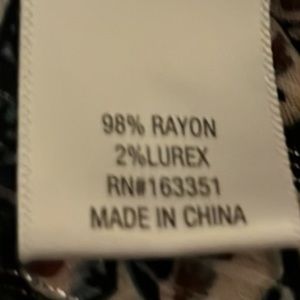 98% RAYON
2%LUREX
RN#163351
MADE IN CHINA